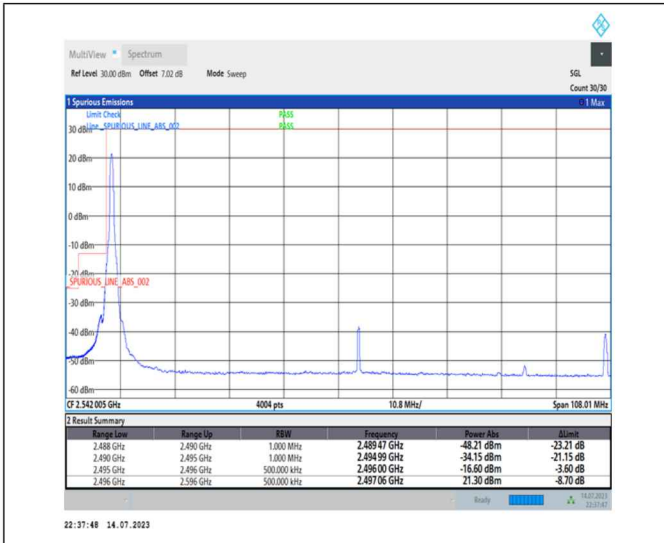 MultiView Spectrum
Ref Level 30.00 dBm Offset 7.02 dB Mode Sweep SGL
Count 30/30
1 Spurious Emissions 1 Max
Limit Check PASS
30 dBm Line _SPURIOUS_LINE_ABS_002 PASS
20 dBm
10 dBm
0 dBm
-10 dBm
-20 dBm
SPURIOUS_LINE_ABS_002
-30 dBm
-40 dBm
-50 dBm
-60 dBm
CF 2.542 005 GHz 4004 pts 10.8 MHz/ Span 108.01 MHz
2 Result Summary
Range Low Range Up RBW Frequency Power Abs ΔLimit
2.488 GHz 2.490 GHz 1.000 MHz 2.489 47 GHz -48.21 dBm -23.21 dB
2.490 GHz 2.495 GHz 1.000 MHz 2.494 99 GHz -34.15 dBm -21.15 dB
2.495 GHz 2.496 GHz 500.000 kHz 2.496 00 GHz -16.60 dBm -3.60 dB
2.496 GHz 2.596 GHz 500.000 kHz 2.497 06 GHz 21.30 dBm -8.70 dB
Ready 14.07.2023
22:37:47
22:37:48 14.07.2023